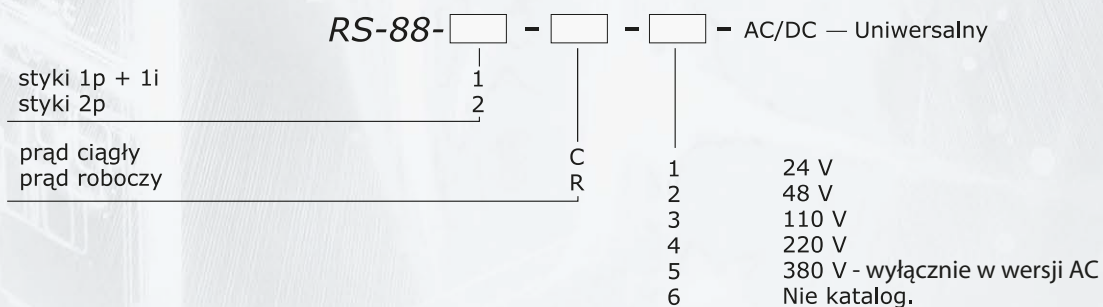 RS-88- - - - AC/DC — Uniwersalny
styki 1p + 1i 1
styki 2p 2
prąd ciągły C
prąd roboczy R
1 24 V
2 48 V
3 110 V
4 220 V
5 380 V - wyłącznie w wersji AC
6 Nie katalog.